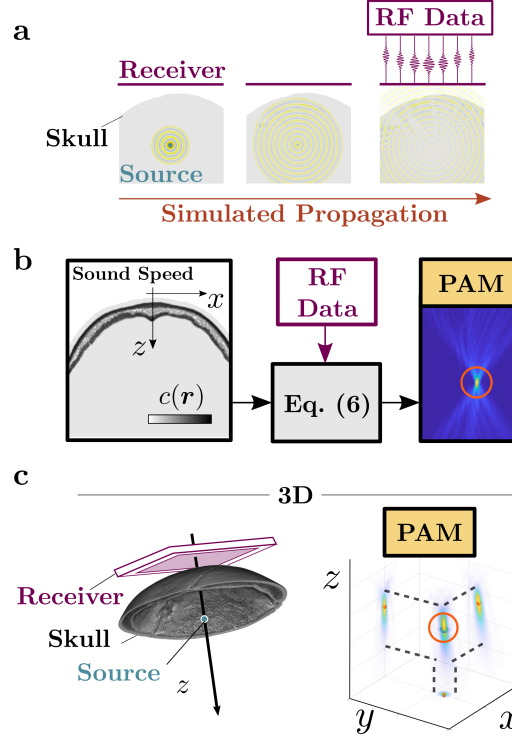 a
RF Data
Receiver
Skull
Source
Simulated Propagation
b
Sound Speed
x
z
c(r)
RF
Data
Eq. (6)
PAM
c
3D
PAM
Receiver
Skull
Source
z
z
y
x